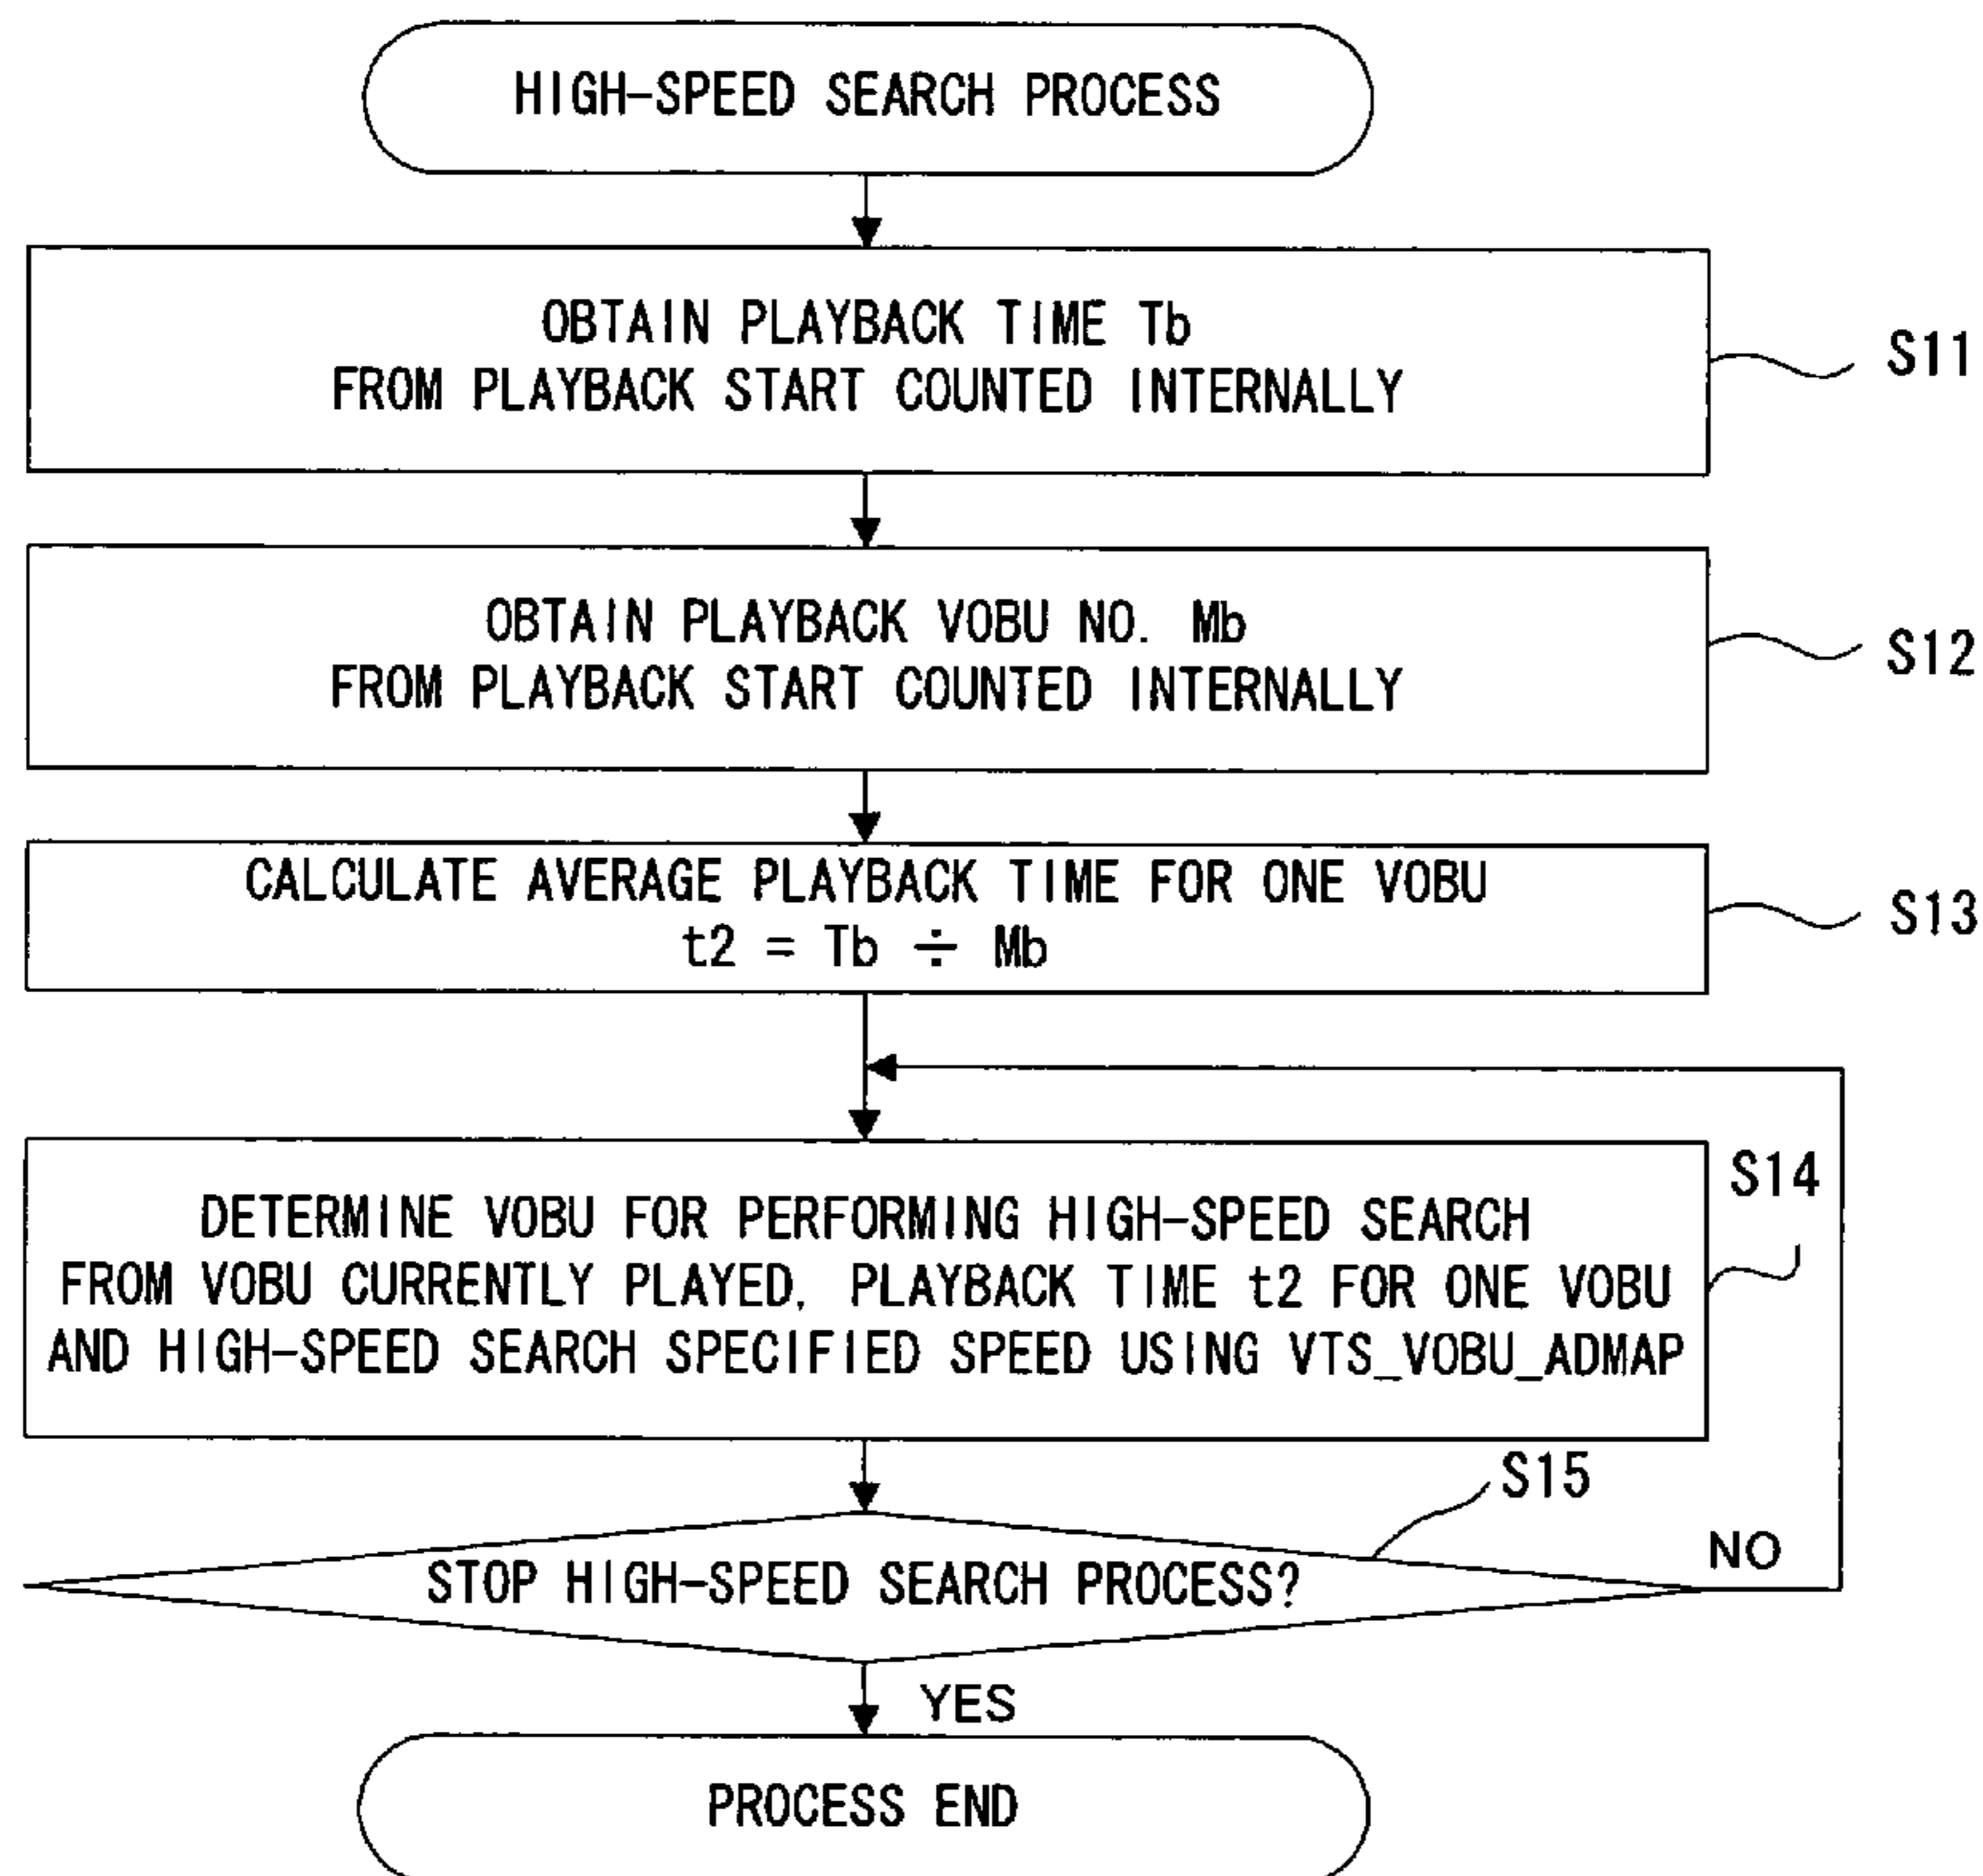 HIGH-SPEED SEARCH PROCESS
OBTAIN PLAYBACK TIME Tb
FROM PLAYBACK START COUNTED INTERNALLY
S11
OBTAIN PLAYBACK VOBU NO. Mb
FROM PLAYBACK START COUNTED INTERNALLY
S12
CALCULATE AVERAGE PLAYBACK TIME FOR ONE VOBU
t2 = Tb ÷ Mb
S13
S14
DETERMINE VOBU FOR PERFORMING HIGH-SPEED SEARCH
FROM VOBU CURRENTLY PLAYED, PLAYBACK TIME t2 FOR ONE VOBU
AND HIGH-SPEED SEARCH SPECIFIED SPEED USING VTS_VOBU_ADMAP
S15
STOP HIGH-SPEED SEARCH PROCESS?
NO
YES
PROCESS END